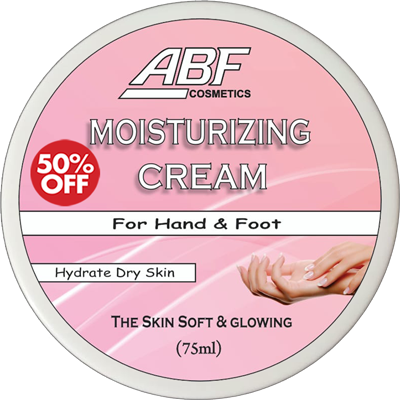 ABF
COSMETICS
MOISTURIZING
CREAM
50%
OFF
For Hand & Foot
Hydrate Dry Skin
THE SKIN SOFT & GLOWING
(75ml)